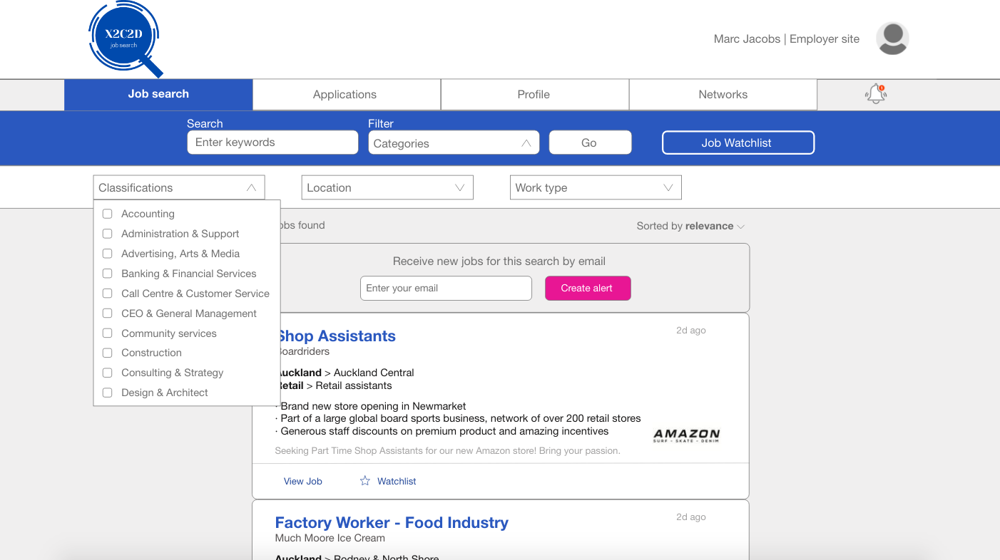 X2C2D
job search
Marc Jacobs | Employer site
Job search
Applications
Profile
Networks
Search
Filter
Enter keywords
Categories
Go
Job Watchlist
Classifications
Location
Work type
Accounting
Administration & Support
Advertising, Arts & Media
Banking & Financial Services
Call Centre & Customer Service
CEO & General Management
Community services
Construction
Consulting & Strategy
Design & Architect
obs found
Sorted by relevance
Receive new jobs for this search by email
Enter your email
Create alert
Shop Assistants
2d ago
Boardriders
Auckland > Auckland Central
Retail > Retail assistants
· Brand new store opening in Newmarket
· Part of a large global board sports business, network of over 200 retail stores
· Generous staff discounts on premium product and amazing incentives
AMAZON
SURF - SKATE - DENIM
Seeking Part Time Shop Assistants for our new Amazon store! Bring your passion.
View Job
Watchlist
Factory Worker - Food Industry
2d ago
Much Moore Ice Cream
Auckland > Rodney & North Shore